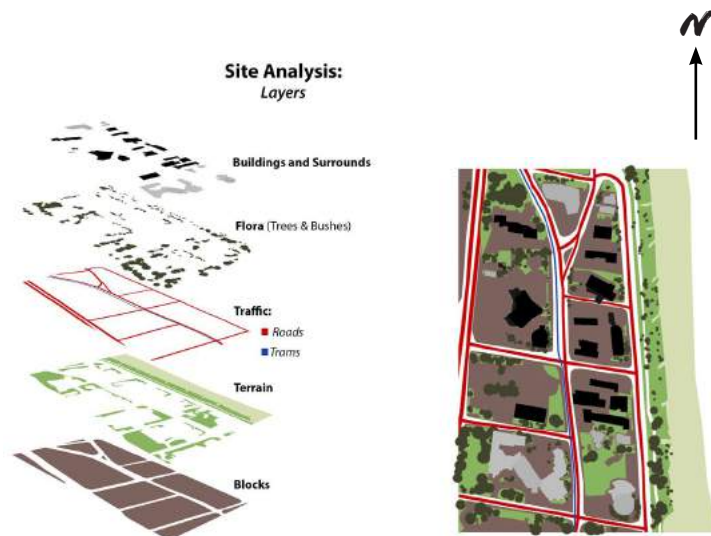 N
Site Analysis:
Layers
Buildings and Surrounds
Flora (Trees & Bushes)
Traffic:
Roads
Trams
Terrain
Blocks